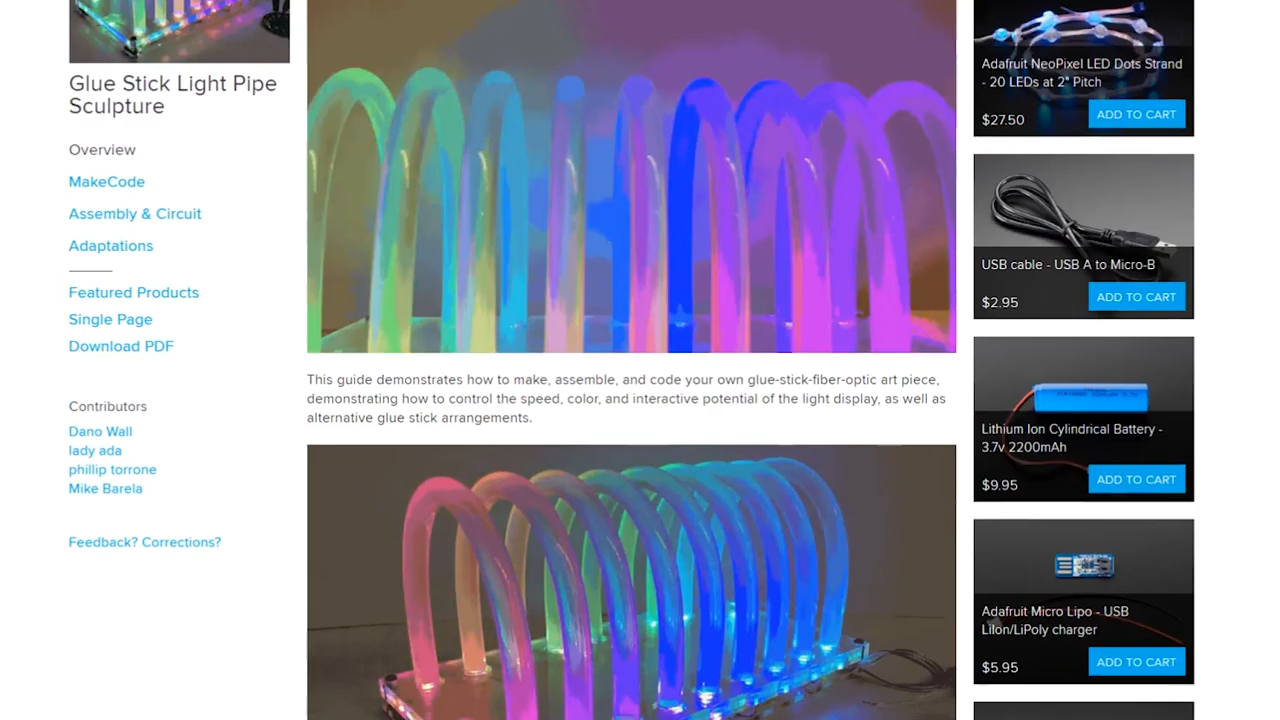 Glue Stick Light Pipe
Sculpture
Overview
MakeCode
Assembly & Circuit
Adaptations
Featured Products
Single Page
Download PDF
Contributors
Dano Wall
lady ada
phillip torrone
Mike Barela
Feedback? Corrections?
This guide demonstrates how to make, assemble, and code your own glue-stick-fiber-optic art piece,
demonstrating how to control the speed, color, and interactive potential of the light display, as well as
alternative glue stick arrangements.
Adafruit NeoPixel LED Dots Strand
- 20 LEDs at 2" Pitch
$27.50
ADD TO CART
USB cable - USB A to Micro-B
$2.95
ADD TO CART
Lithium Ion Cylindrical Battery -
3.7v 2200mAh
$9.95
ADD TO CART
Adafruit Micro Lipo - USB
LiIon/LiPoly charger
$5.95
ADD TO CART